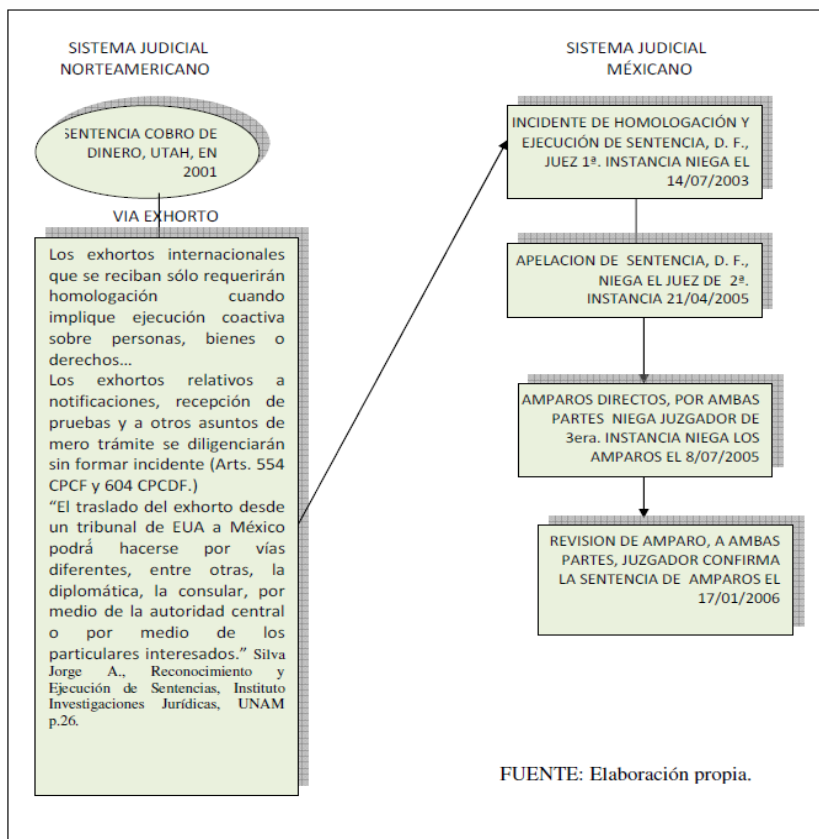 SISTEMA JUDICIAL
NORTEAMERICANO
SENTENCIA COBRO DE
DINERO, UTAH, EN
2001
VIA EXHORTO
Los exhortos internacionales
que se reciban sólo requerirán
homologación cuando
implique ejecución coactiva
sobre personas, bienes o
derechos...
Los exhortos relativos a
notificaciones, recepción de
pruebas y a otros asuntos de
mero trámite se diligenciarán
sin formar incidente (Arts. 554
CPCF y 604 CPCDF.)
“El traslado del exhorto desde
un tribunal de EUA a México
podrá hacerse por vías
diferentes, entre otras, la
diplomática, la consular, por
medio de la autoridad central
o por medio de los
particulares interesados.” Silva
Jorge A., Reconocimiento y
Ejecución de Sentencias, Instituto
Investigaciones Jurídicas, UNAM
p.26.
SISTEMA JUDICIAL
MÉXICANO
INCIDENTE DE HOMOLOGACIÓN Y
EJECUCIÓN DE SENTENCIA, D. F.,
JUEZ 1ª. INSTANCIA NIEGA EL
14/07/2003
APELACION DE SENTENCIA, D. F.,
NIEGA EL JUEZ DE 2ª.
INSTANCIA 21/04/2005
AMPAROS DIRECTOS, POR AMBAS
PARTES NIEGA JUZGADOR DE
3era. INSTANCIA NIEGA LOS
AMPAROS EL 8/07/2005
REVISION DE AMPARO, A AMBAS
PARTES, JUZGADOR CONFIRMA
LA SENTENCIA DE AMPAROS EL
17/01/2006
FUENTE: Elaboración propia.